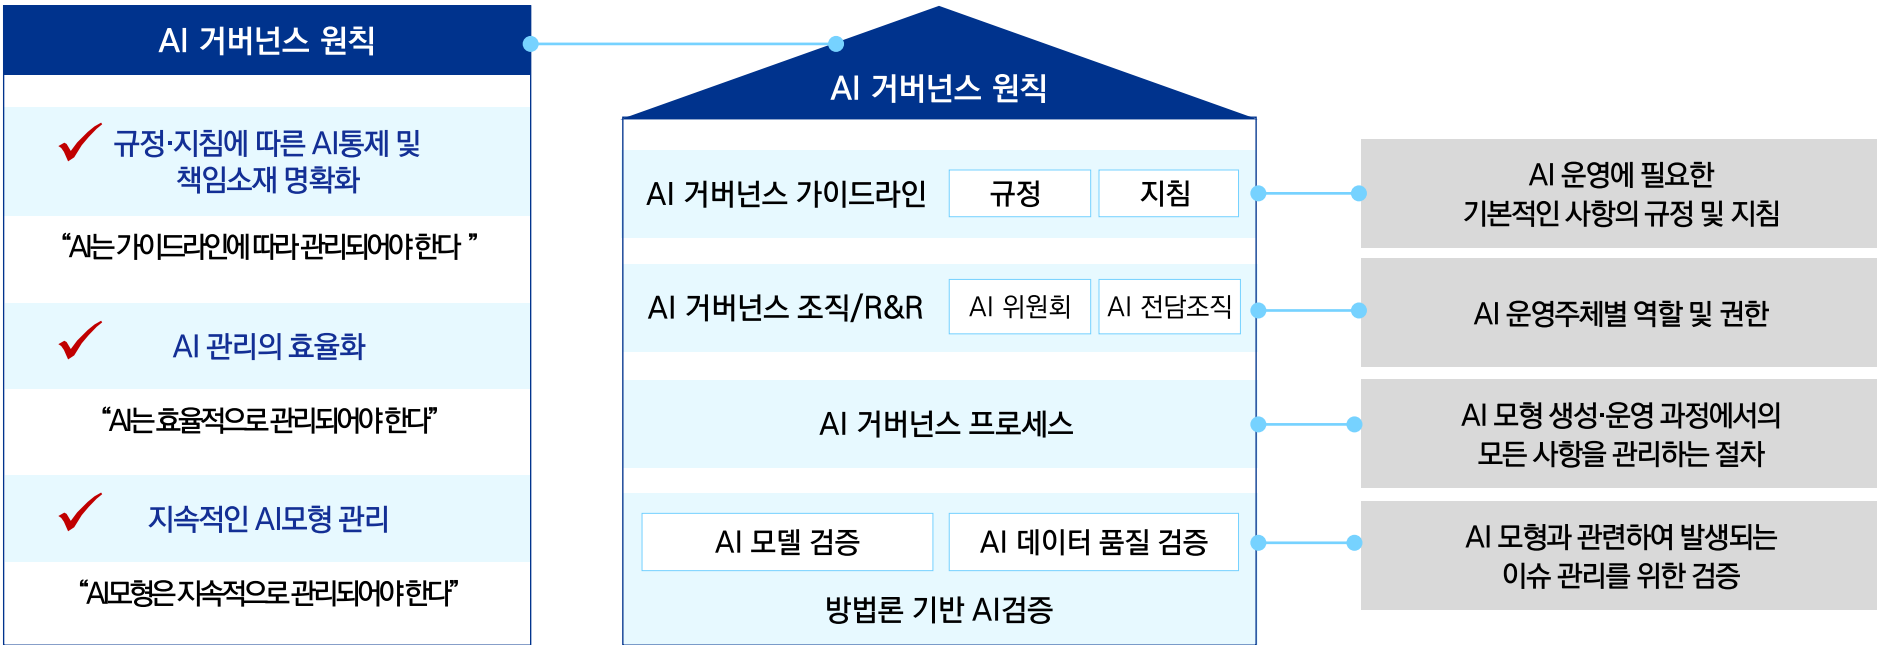 AI 거버넌스 원칙
규정·지침에 따른 AI통제 및
책임소재 명확화
“AI는 가이드라인에 따라 관리되어야 한다 ”
AI 관리의 효율화
“AI는 효율적으로 관리되어야 한다”
지속적인 AI모형 관리
“AI모형은 지속적으로 관리되어야 한다”
AI 거버넌스 원칙
AI 거버넌스 가이드라인 규정 지침
AI 거버넌스 조직/R&R AI 위원회 AI 전담조직
AI 거버넌스 프로세스
AI 모델 검증 AI 데이터 품질 검증
방법론 기반 AI검증
AI 운영에 필요한
기본적인 사항의 규정 및 지침
AI 운영주체별 역할 및 권한
AI 모형 생성·운영 과정에서의
모든 사항을 관리하는 절차
AI 모형과 관련하여 발생되는
이슈 관리를 위한 검증